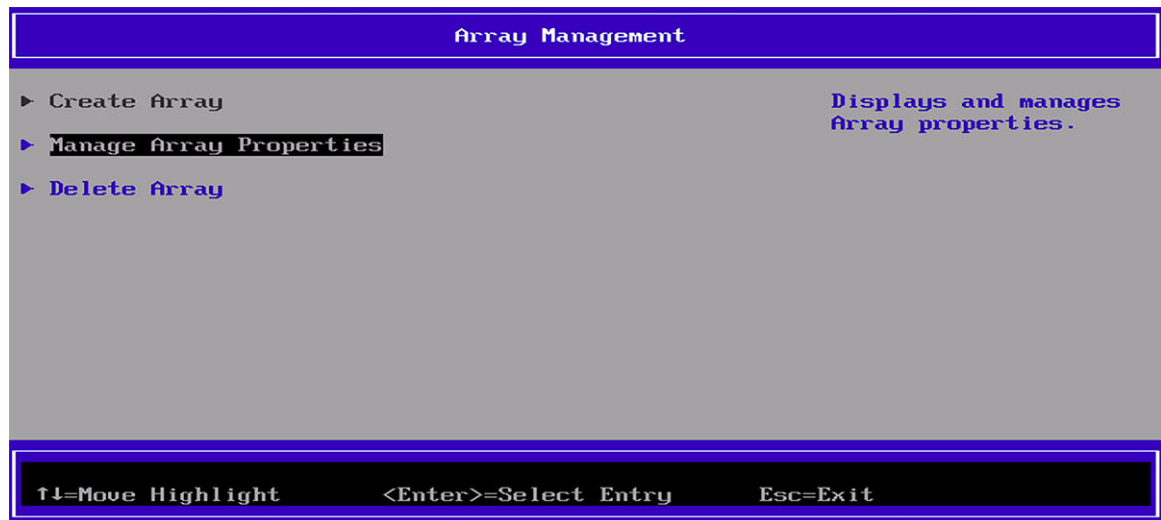 Array Management
► Create Array
► Manage Array Properties
► Delete Array
Displays and manages
Array properties.
↑↓=Move Highlight <Enter>=Select Entry Esc=Exit